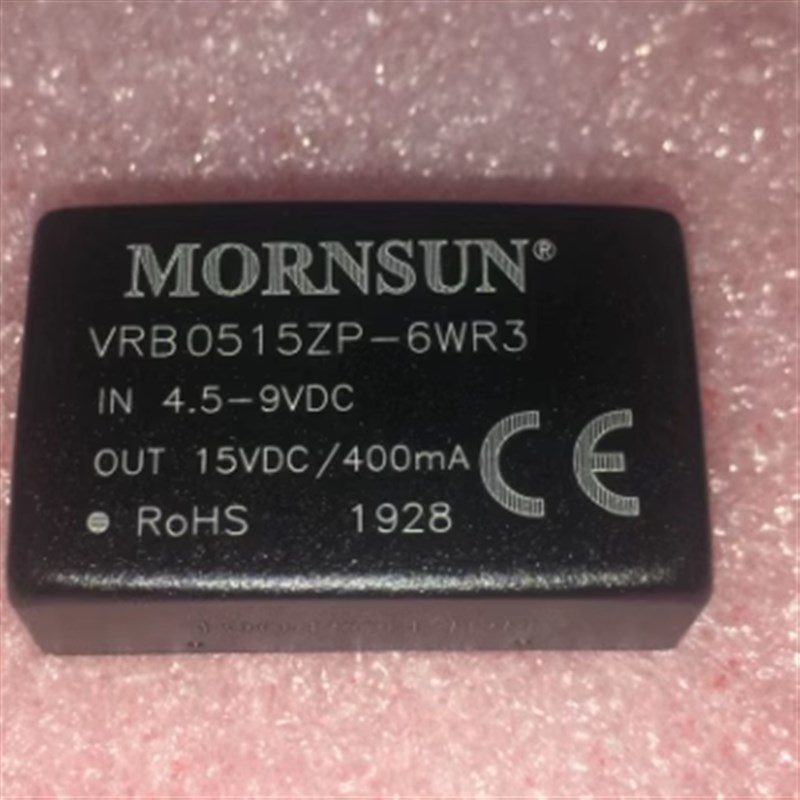 MORNSUN®
VRB0515ZP-6WR3
IN 4.5-9VDC
OUT 15VDC/400mA
CE
RoHS 1928